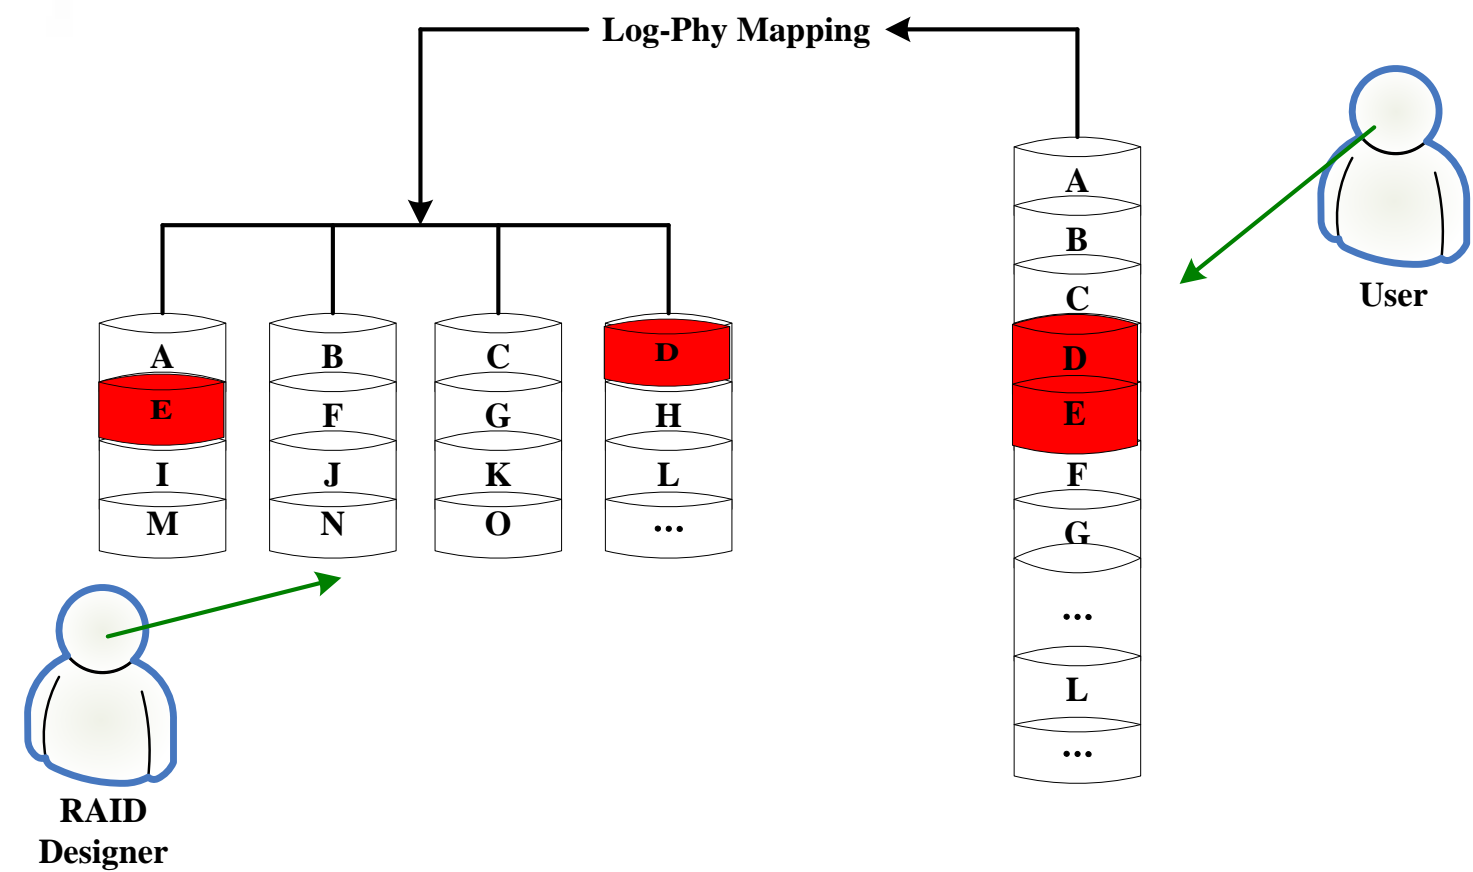 Log-Phy Mapping
User
A
B
C
D
E
F
G
...
L
...
A B C D
E F G H
I J K L
M N O ...
RAID
Designer